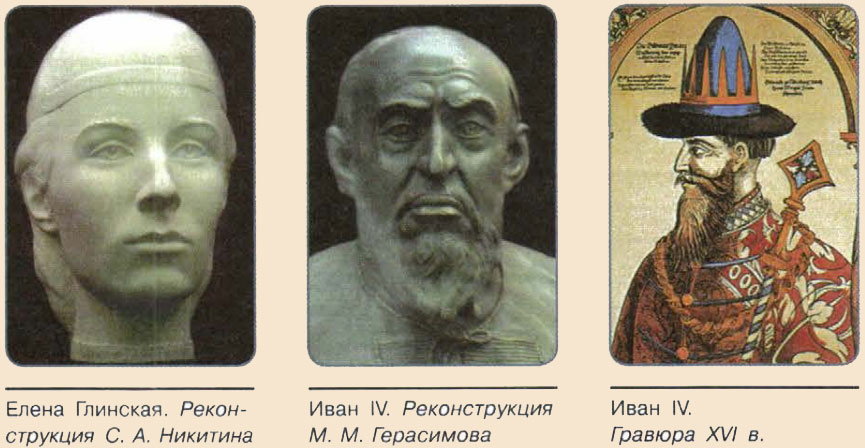 Елена Глинская. Рекон-
струкция С. А. Никитина
Иван IV. Реконструкция
М. М. Герасимова
Иван IV.
Гравюра XVI в.